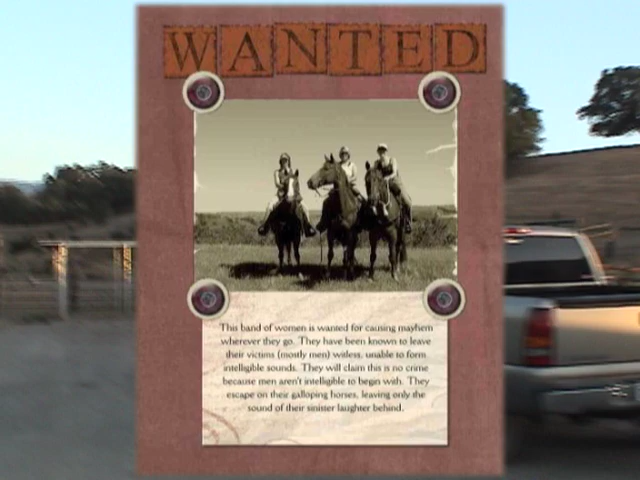 WANTED
This band of women is wanted for causing mayhem
wherever they go. They have been known to leave
their victims (mostly men) witless, unable to form
intelligible sounds. They will claim this is no crime
because men aren't intelligible to begin with. They
escape on their galloping horses, leaving only the
sound of their sinister laughter behind.